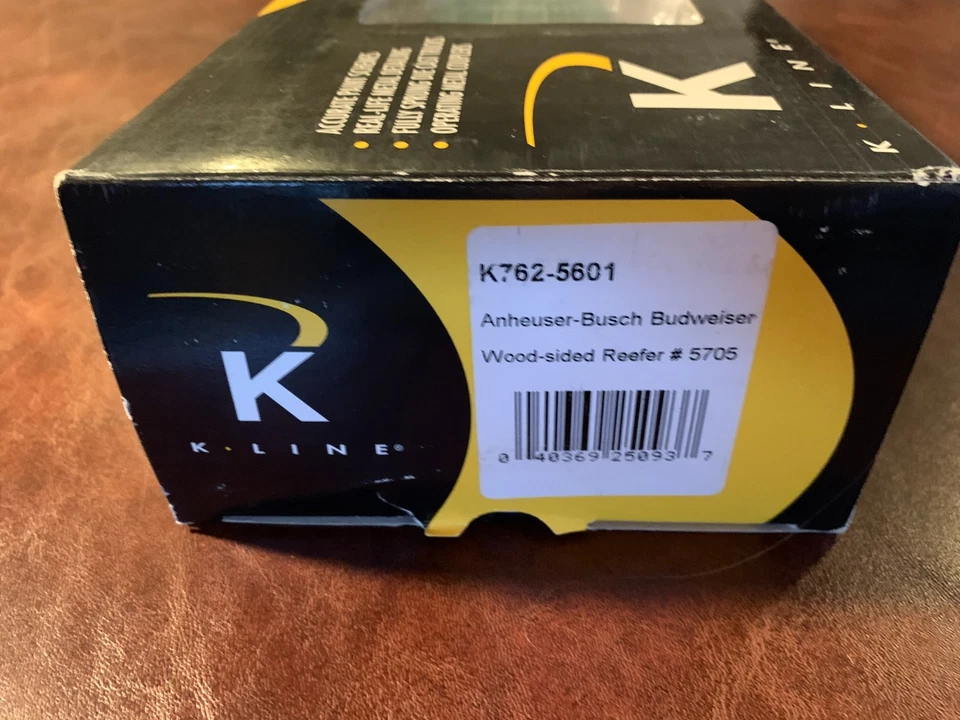 ACCURATE PAINT SCHEMES
• REAL-LIFE METAL DETAILING
• FULLY SPRUNG DIE CAST TRUCKS
• OPERATING METAL COUPLERS
K
K·LINE
K
K·LINE®
K762-5601
Anheuser-Busch Budweiser
Wood-sided Reefer # 5705
0 40369 25093 7